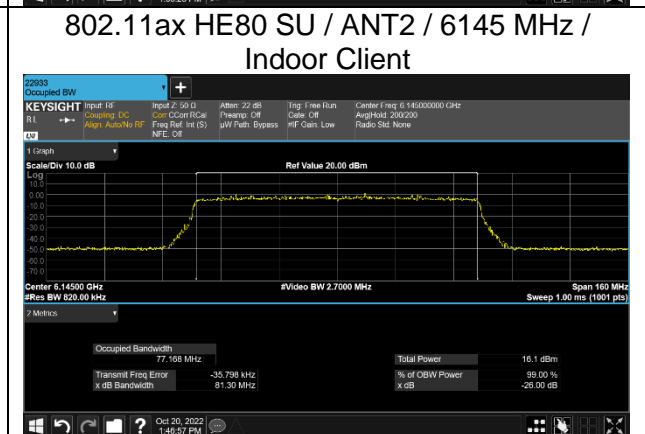 802.11ax HE80 SU / ANT2 / 6145 MHz /
Indoor Client
22933
Occupied BW
KEYSIGHT Input: RF Input Z: 50 Ω Atten: 22 dB Trig: Free Run Center Freq: 6.145000000 GHz
RL Coupling: DC Corr CCorr RCal Preamp: Off Gate: Off Avg|Hold: 200/200
Align: Auto/No RF Freq Ref: Int (S) µW Path: Bypass #IF Gain: Low Radio Std: None
NFE: Off
1 Graph
Scale/Div 10.0 dB Ref Value 20.00 dBm
Log
10.0
0.00
-10.0
-20.0
-30.0
-40.0
-50.0
-60.0
-70.0
Center 6.14500 GHz #Video BW 2.7000 MHz Span 160 MHz
#Res BW 820.00 kHz Sweep 1.00 ms (1001 pts)
2 Metrics
Occupied Bandwidth
77.168 MHz Total Power 16.1 dBm
Transmit Freq Error -35.798 kHz % of OBW Power 99.00 %
x dB Bandwidth 81.30 MHz x dB -26.00 dB
Oct 20, 2022
1:46:57 PM